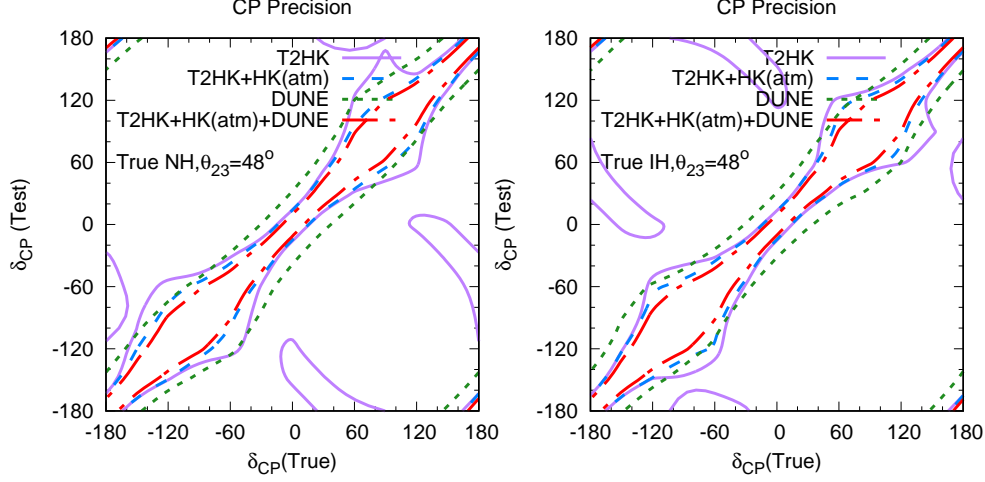 CP Precision
180
120
60
0
-60
-120
-180
-180
-120
-60
0
60
120
180
δCP (Test)
δCP(True)
T2HK
T2HK+HK(atm)
DUNE
T2HK+HK(atm)+DUNE
True NH,θ23=48o
CP Precision
180
120
60
0
-60
-120
-180
-180
-120
-60
0
60
120
180
δCP (Test)
δCP(True)
T2HK
T2HK+HK(atm)
DUNE
T2HK+HK(atm)+DUNE
True IH,θ23=48o